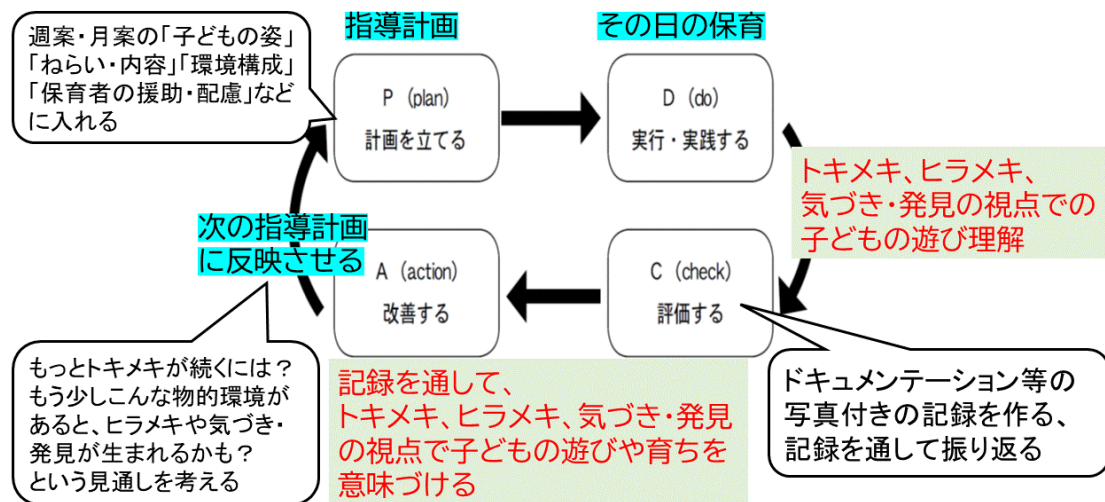 指導計画
その日の保育
週案・月案の「子どもの姿」
「ねらい・内容」「環境構成」
「保育者の援助・配慮」など
に入れる
P (plan)
計画を立てる
D (do)
実行・実践する
トキメキ、ヒラメキ、
気づき・発見の視点での
子どもの遊び理解
次の指導計画
に反映させる
A (action)
改善する
C (check)
評価する
もっとトキメキが続くには？
もう少しこんな物的環境が
あると、ヒラメキや気づき・
発見が生まれるかも？
という見通しを考える
記録を通して、
トキメキ、ヒラメキ、気づき・発見
の視点で子どもの遊びや育ちを
意味づける
ドキュメンテーション等の
写真付きの記録を作る、
記録を通して振り返る